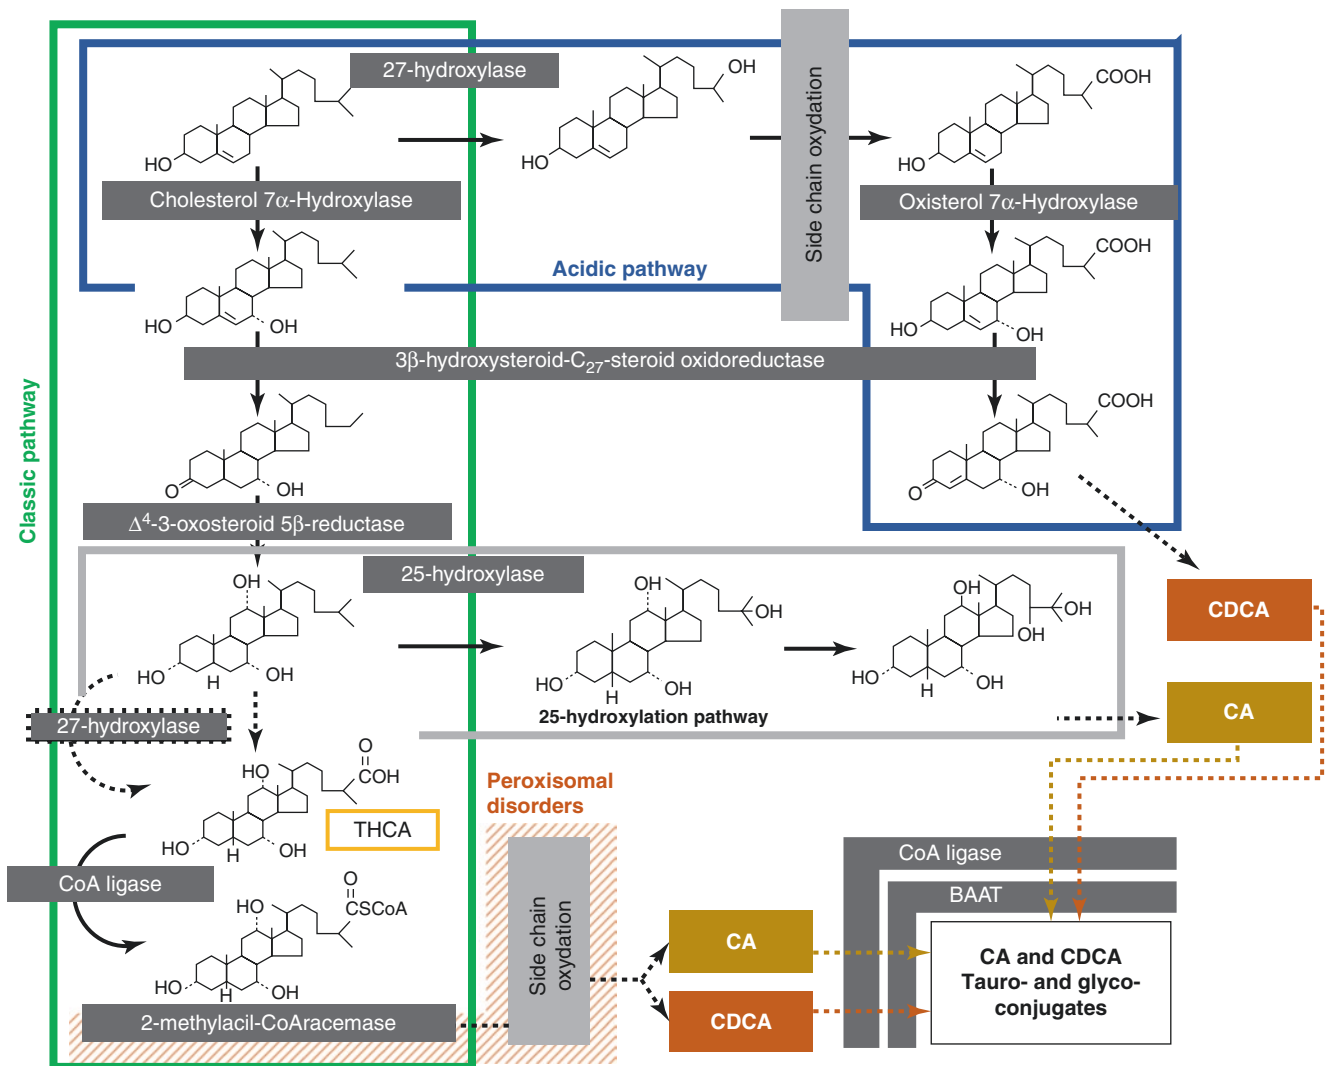 27-hydroxylase
OH
COOH
HO
HO
HO
Side chain oxydation
Cholesterol 7α-Hydroxylase
Oxisterol 7α-Hydroxylase
COOH
Acidic pathway
HO
OH
HO
OH
3β-hydroxysteroid-C27-steroid oxidoreductase
Classic pathway
COOH
O
OH
O
OH
Δ4-3-oxosteroid 5β-reductase
25-hydroxylase
OH
OH
OH
OH
OH
OH
HO
H
OH
HO
H
OH
HO
H
OH
CDCA
25-hydroxylation pathway
CA
27-hydroxylase
O
HO
OH
Peroxisomal
disorders
THCA
HO
H
OH
CoA ligase
CoA ligase
BAAT
O
HO
SCoA
HO
H
OH
Side chain
oxydation
CA
CDCA
CA and CDCA
Tauro- and glyco-
conjugates
2-methylacil-CoAracemase